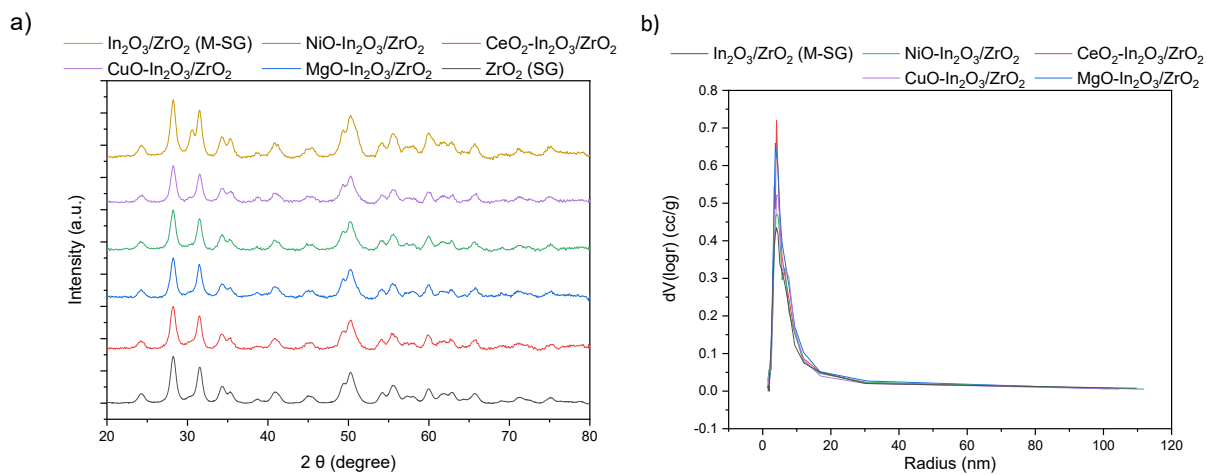 a)
In₂O₃/ZrO₂ (M-SG) NiO-In₂O₃/ZrO₂ CeO₂-In₂O₃/ZrO₂
CuO-In₂O₃/ZrO₂ MgO-In₂O₃/ZrO₂ ZrO₂ (SG)
Intensity (a.u.)
20 30 40 50 60 70 80
2 θ (degree)
b)
In₂O₃/ZrO₂ (M-SG) NiO-In₂O₃/ZrO₂ CeO₂-In₂O₃/ZrO₂
CuO-In₂O₃/ZrO₂ MgO-In₂O₃/ZrO₂
dV(logr) (cc/g)
0.8
0.7
0.6
0.5
0.4
0.3
0.2
0.1
0.0
-0.1
0 20 40 60 80 100 120
Radius (nm)